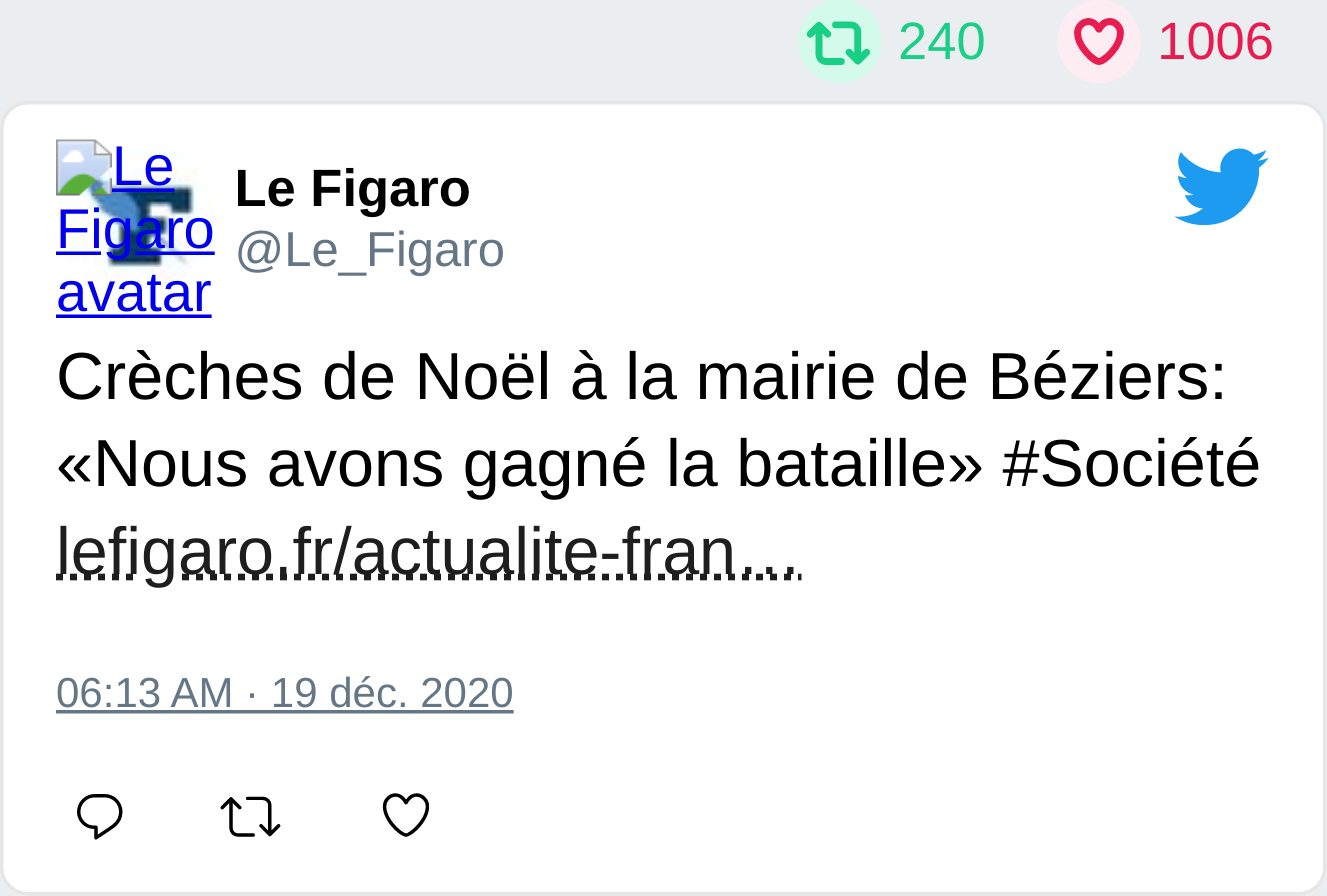 240 1006
Le
Figaro
avatar
Le Figaro
@Le_Figaro
Crèches de Noël à la mairie de Béziers:
«Nous avons gagné la bataille» #Société
lefigaro.fr/actualite-fran…
06:13 AM · 19 déc. 2020